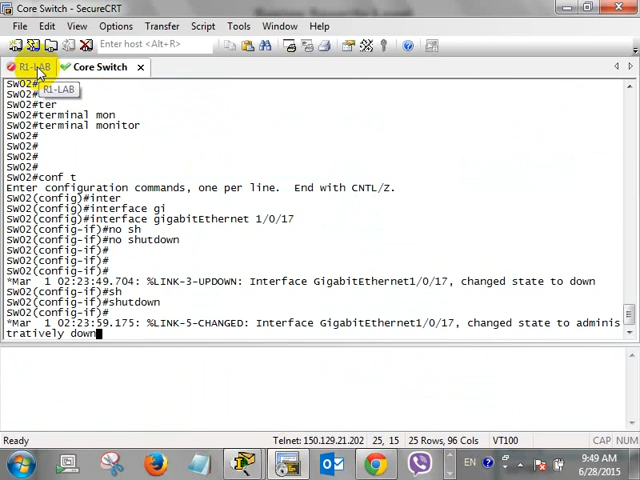 Core Switch - SecureCRT
File Edit View Options Transfer Script Tools Window Help
Enter host <Alt+R>
R1-LAB Core Switch
R1-LAB
SW02#
SW02#
SW02#ter
SW02#terminal mon
SW02#terminal monitor
SW02#
SW02#
SW02#
SW02#
SW02#conf t
Enter configuration commands, one per line. End with CNTL/Z.
SW02(config)#inter
SW02(config)#interface gi
SW02(config)#interface gigabitEthernet 1/0/17
SW02(config-if)#no sh
SW02(config-if)#no shutdown
SW02(config-if)#
SW02(config-if)#
SW02(config-if)#
*Mar 1 02:23:49.704: %LINK-3-UPDOWN: Interface GigabitEthernet1/0/17, changed state to down
SW02(config-if)#sh
SW02(config-if)#shutdown
SW02(config-if)#
*Mar 1 02:23:59.175: %LINK-5-CHANGED: Interface GigabitEthernet1/0/17, changed state to adminis
tratively down
Ready Telnet: 150.129.21.202 25, 15 25 Rows, 96 Cols VT100 CAP NUM
EN 9:49 AM
6/28/2015